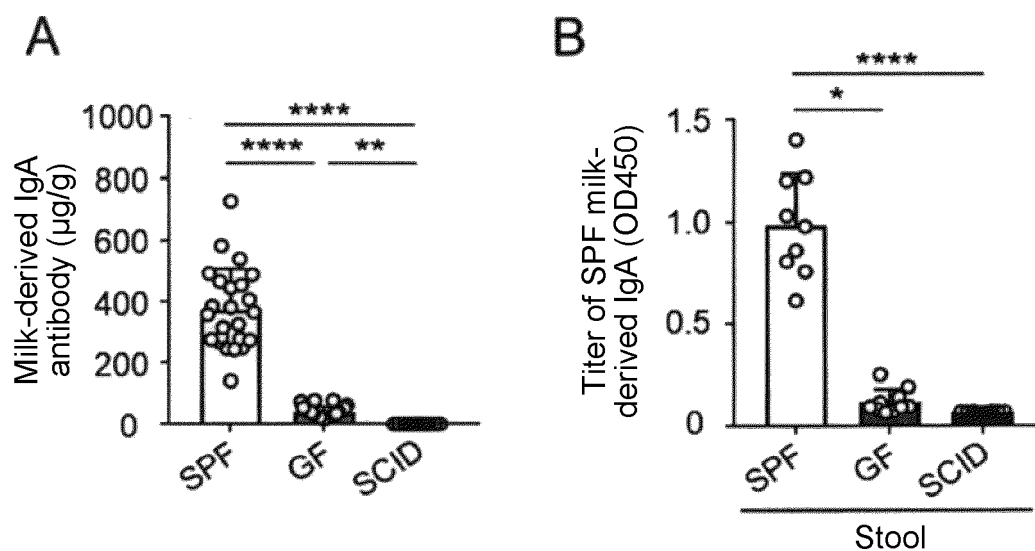 A
Milk-derived IgA
antibody (µg/g)
1000
800
600
400
200
0
****
****
**
SPF
GF
SCID
B
Titer of SPF milk-
derived IgA (OD450)
1.5
1.0
0.5
0
****
*
SPF
GF
SCID
Stool